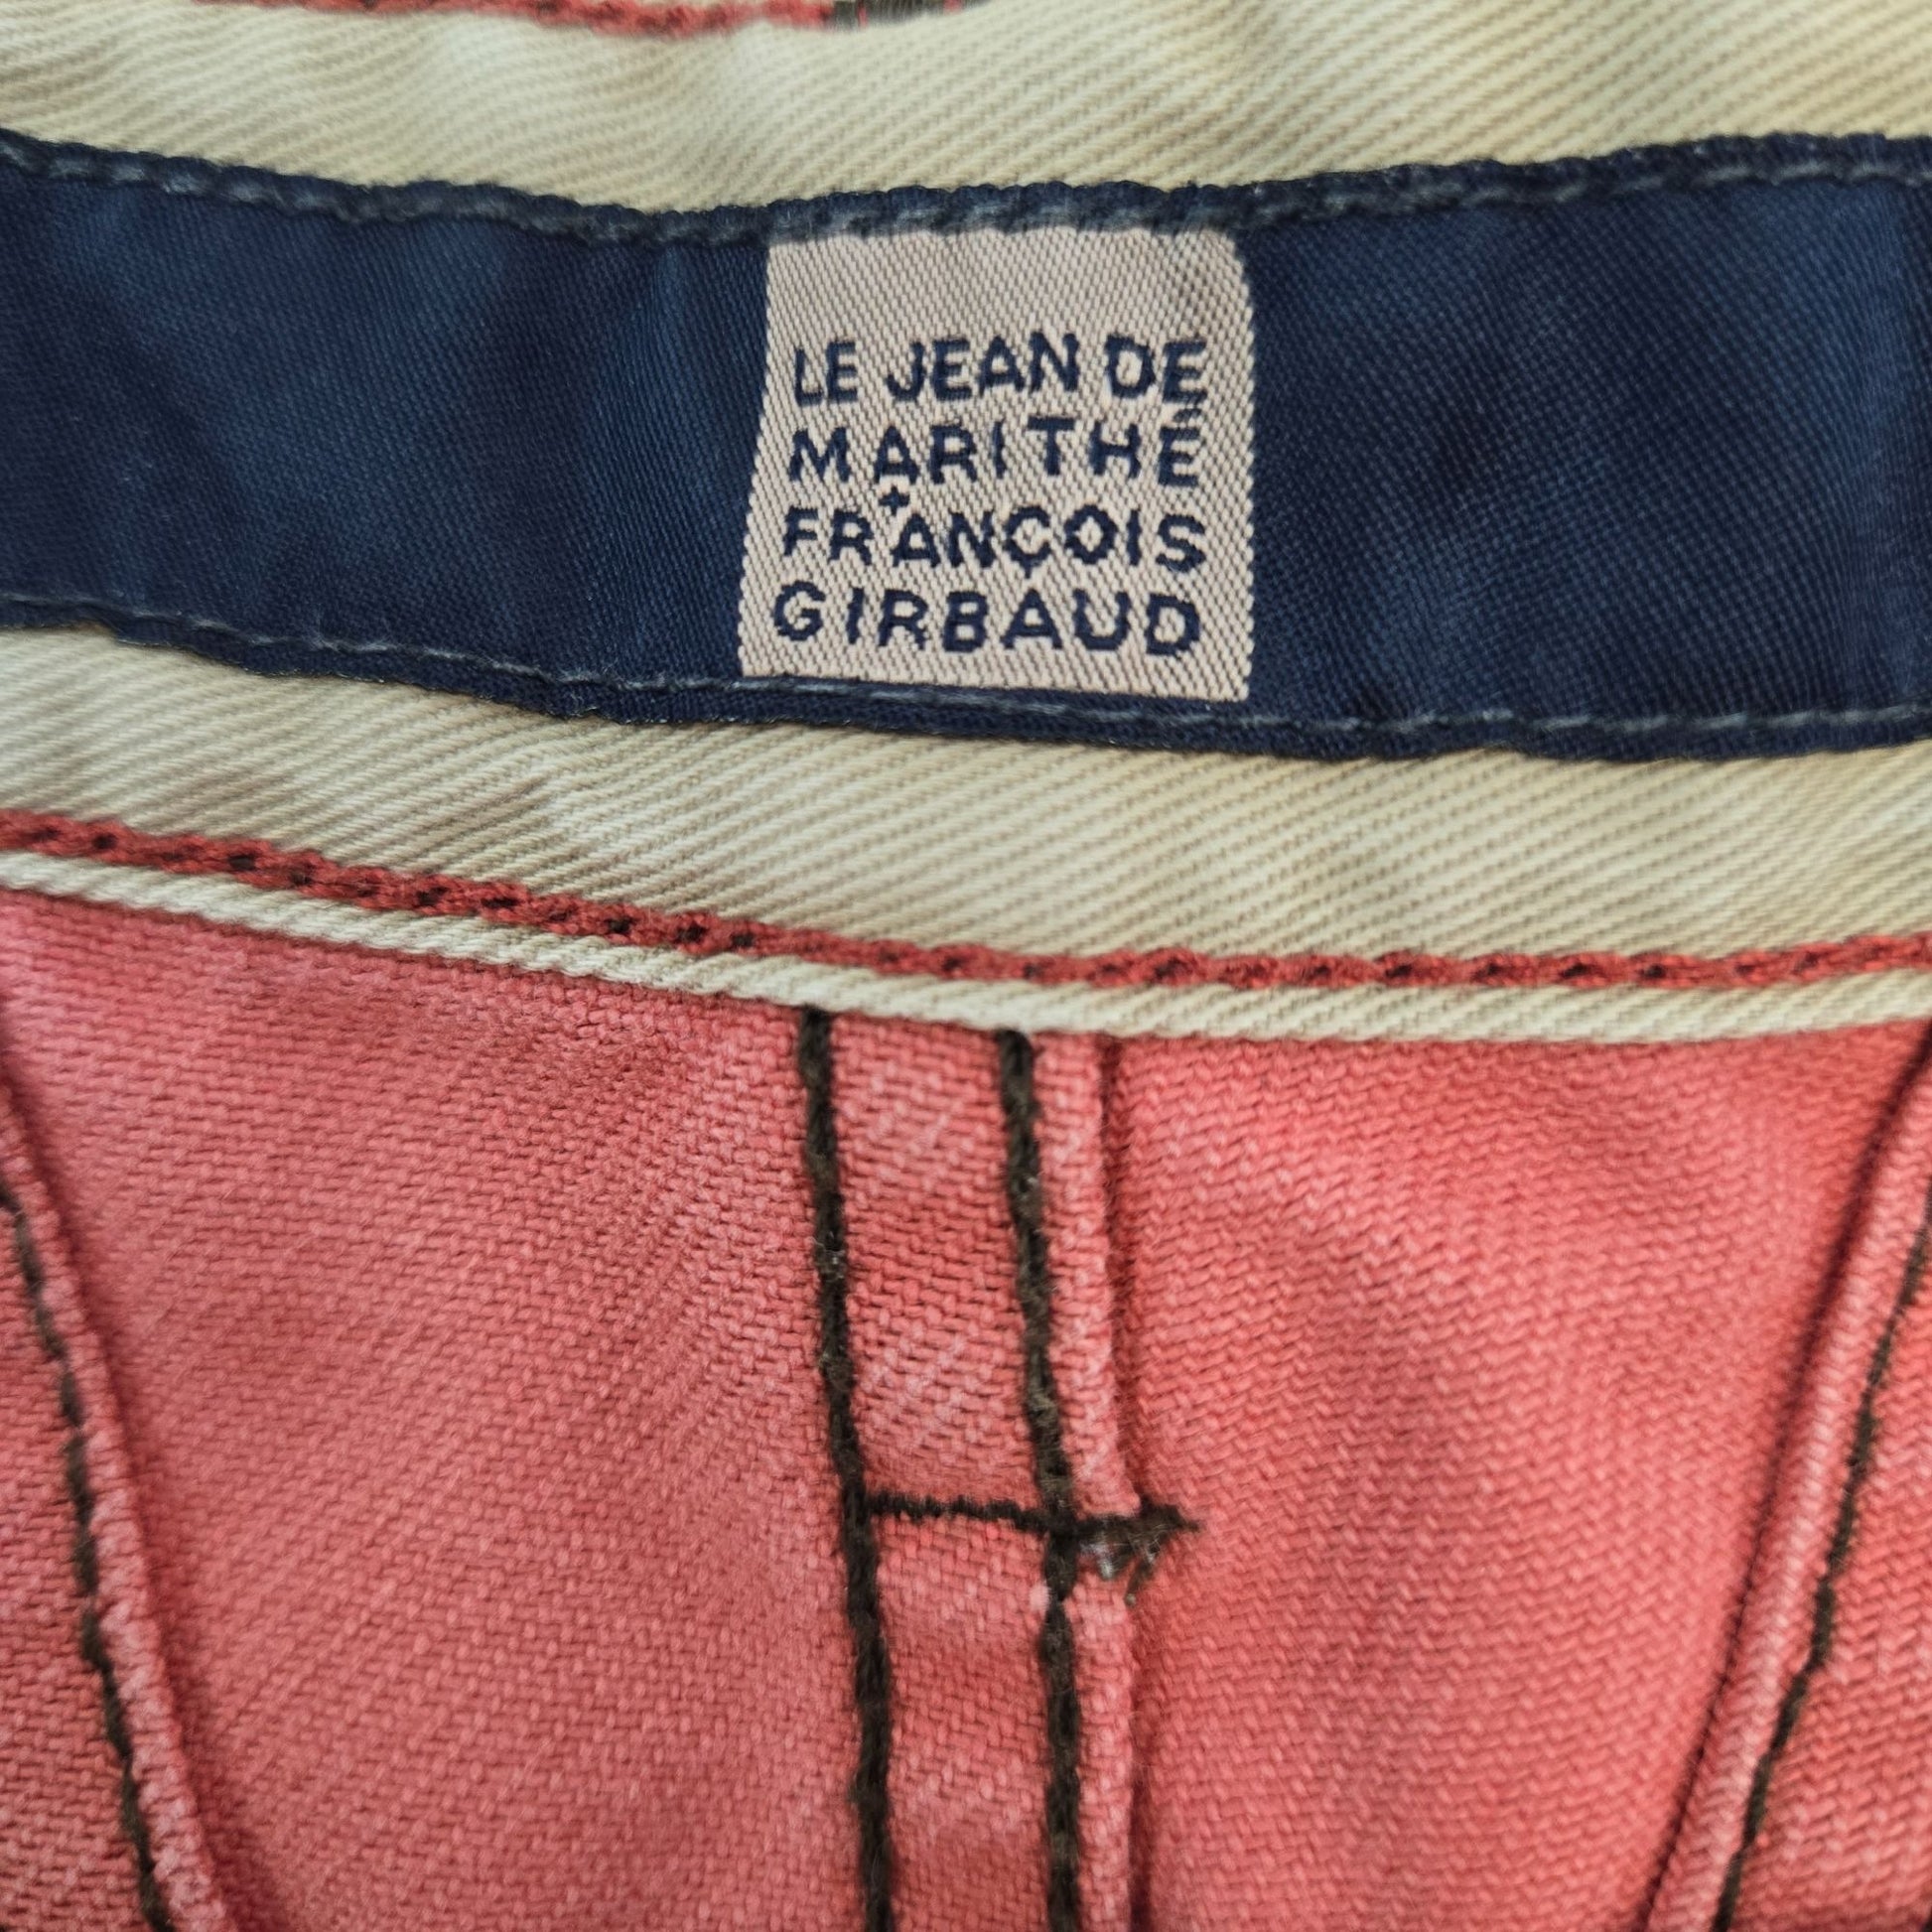 LE JEAN DE
MARITHÉ
+
FRANÇOIS
GIRBAUD